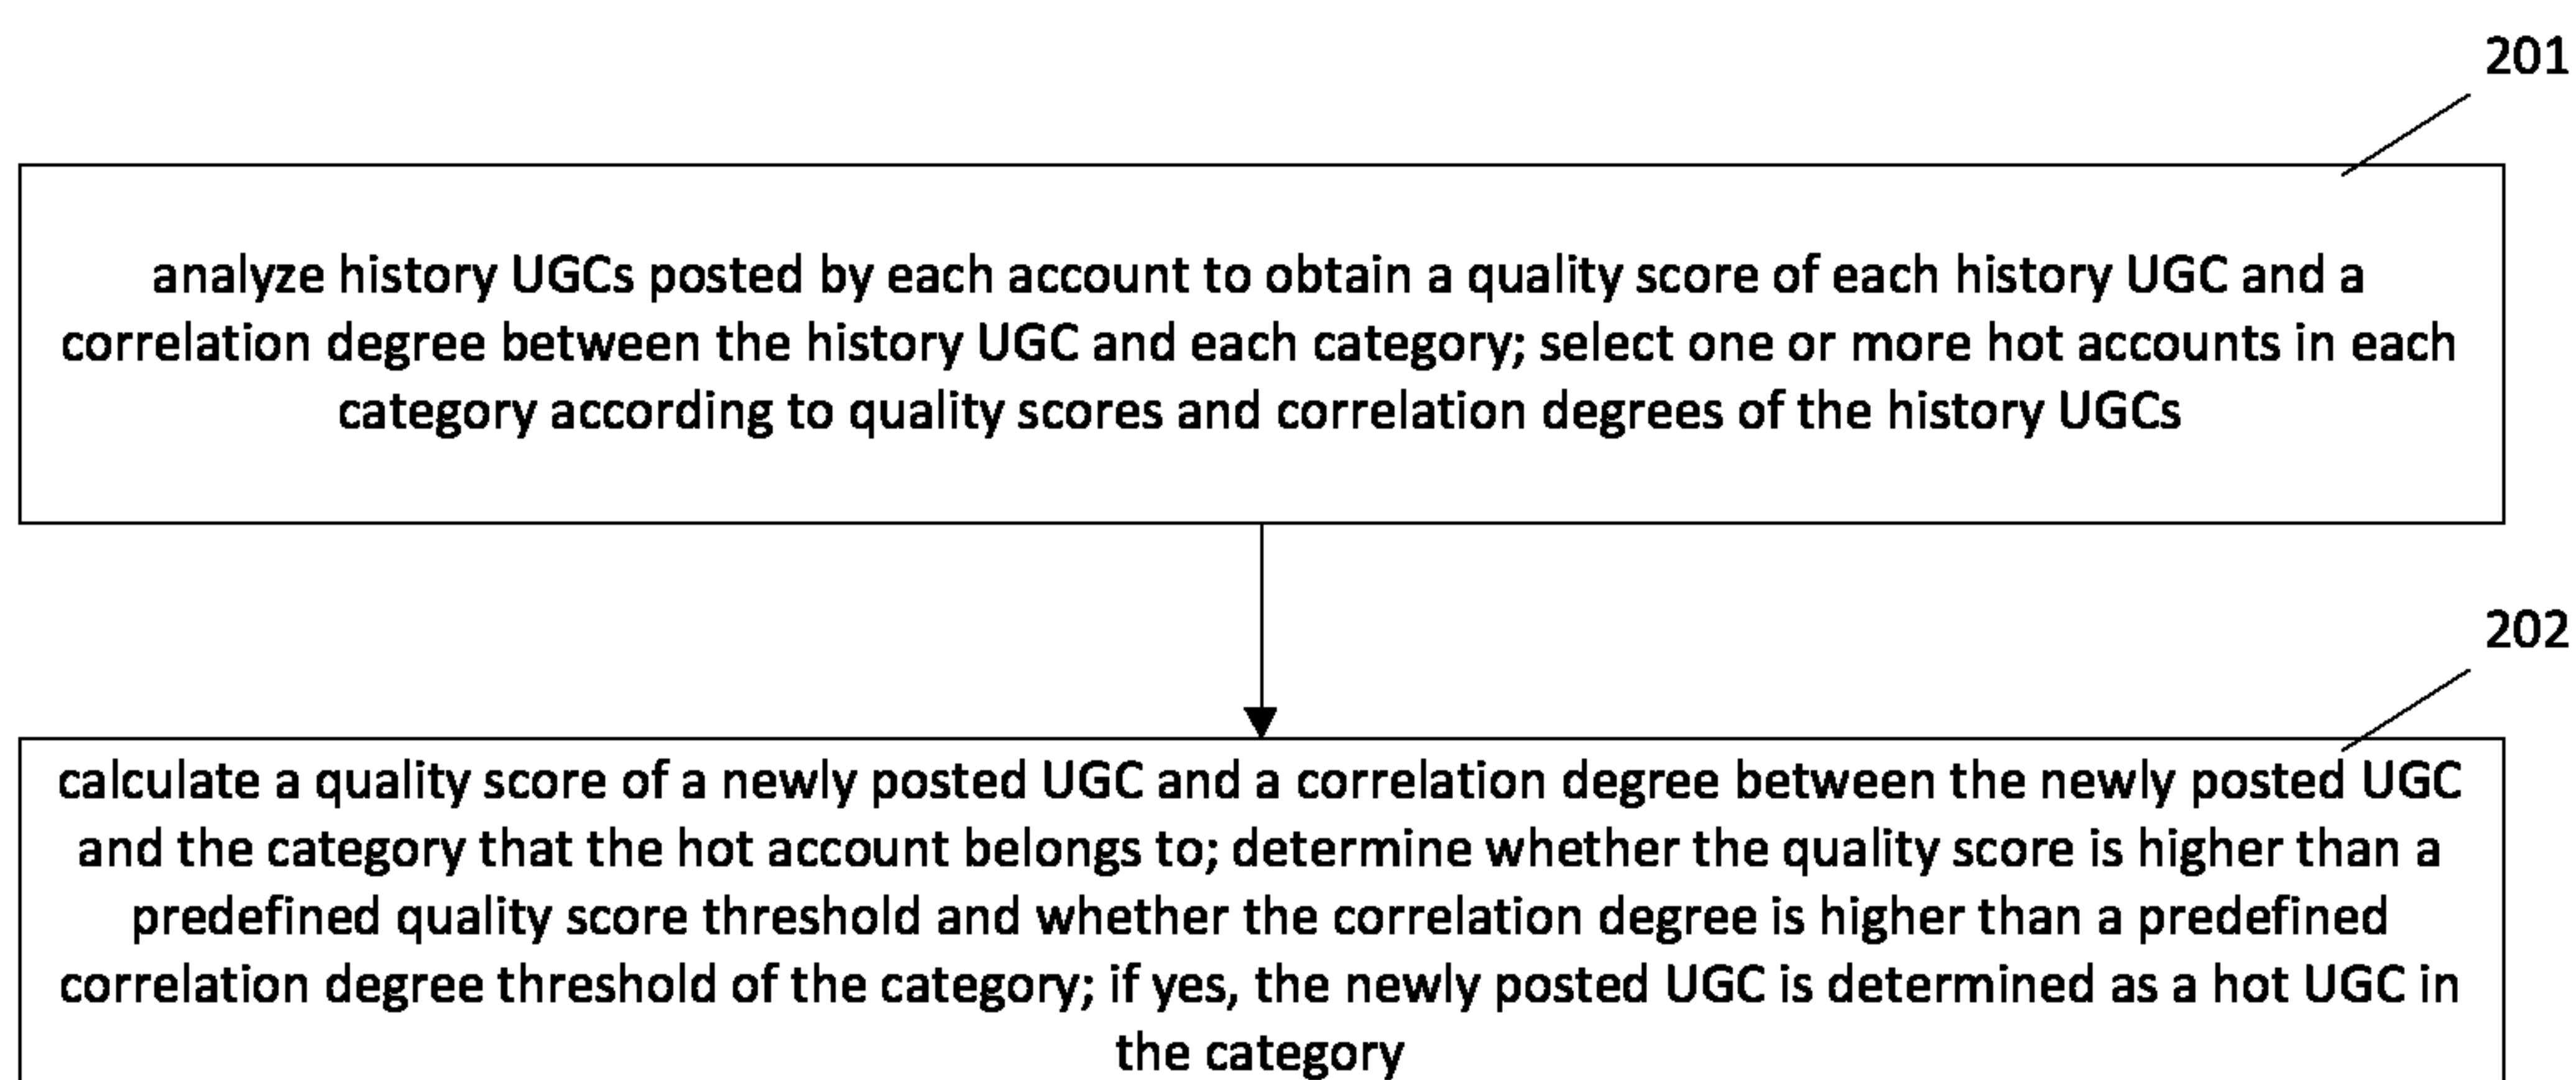 201
analyze history UGCs posted by each account to obtain a quality score of each history UGC and a
correlation degree between the history UGC and each category; select one or more hot accounts in each
category according to quality scores and correlation degrees of the history UGCs
202
calculate a quality score of a newly posted UGC and a correlation degree between the newly posted UGC
and the category that the hot account belongs to; determine whether the quality score is higher than a
predefined quality score threshold and whether the correlation degree is higher than a predefined
correlation degree threshold of the category; if yes, the newly posted UGC is determined as a hot UGC in
the category